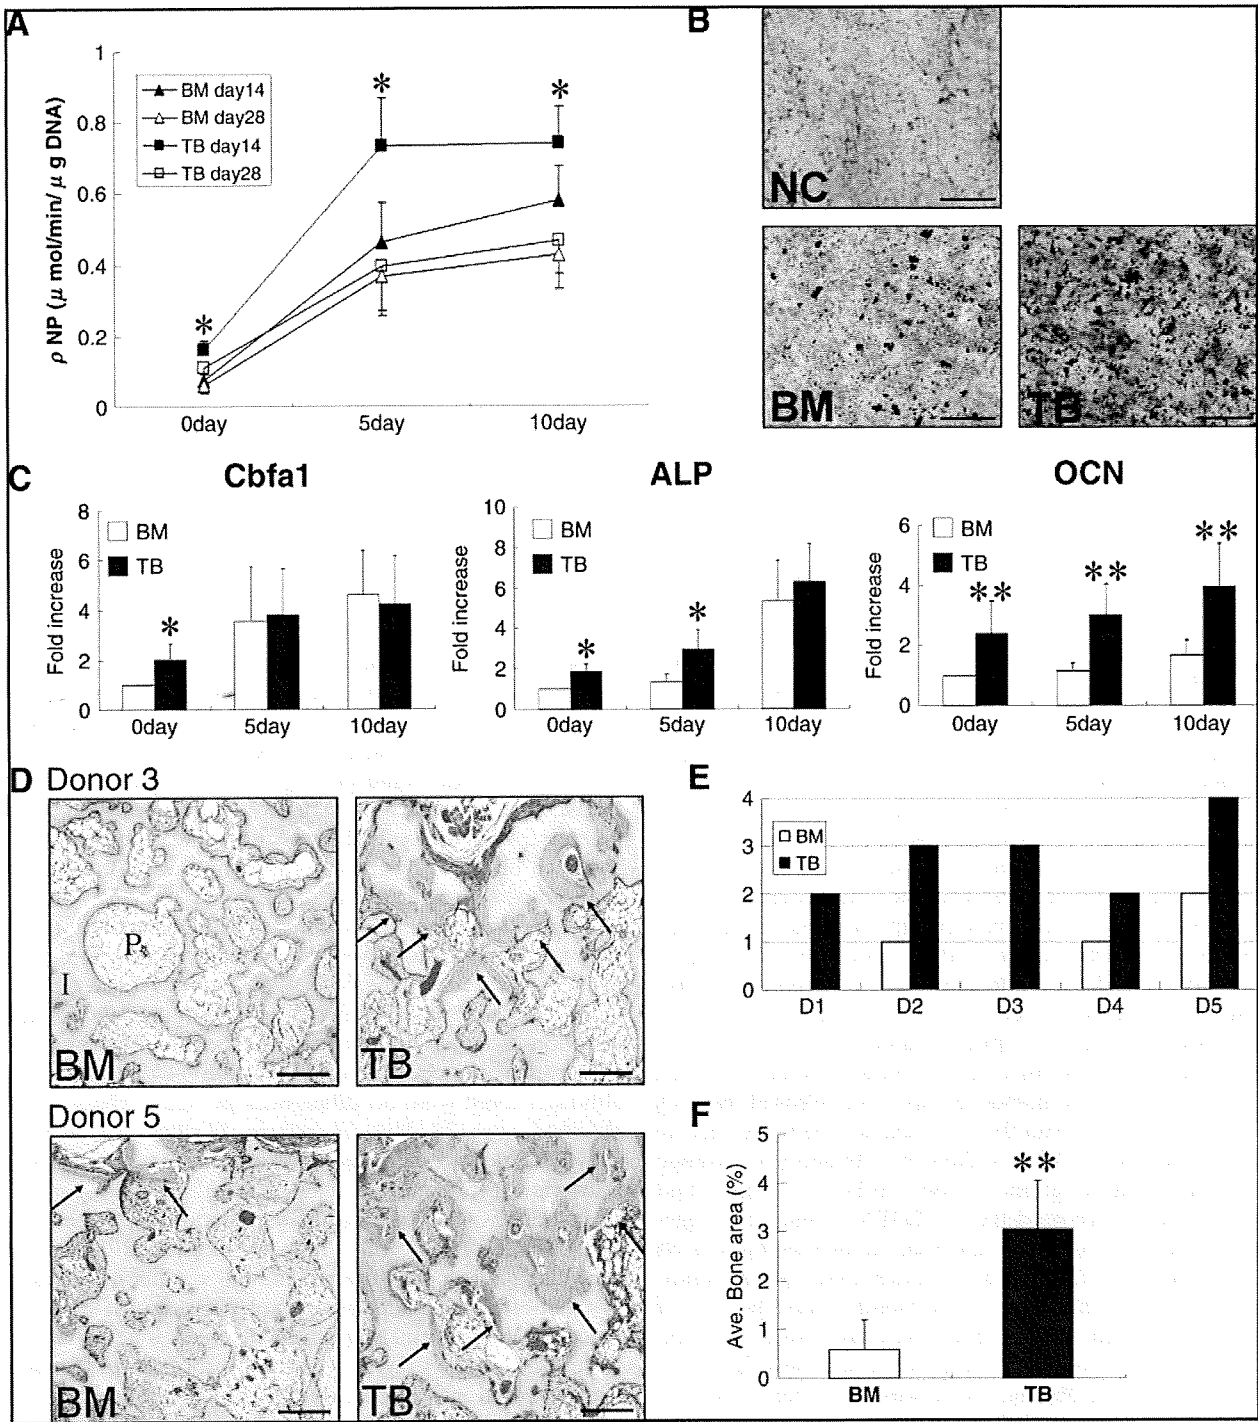 A
B
1
0.8
0.6
0.4
0.2
0
ρ NP (μ mol/min/ μ g DNA)
BM day14
BM day28
TB day14
TB day28
*
*
*
0day
5day
10day
NC
BM
TB
C
Cbfa1
8
6
4
2
0
Fold increase
BM
TB
*
0day
5day
10day
ALP
10
8
6
4
2
0
Fold increase
BM
TB
*
*
0day
5day
10day
OCN
6
4
2
0
Fold increase
BM
TB
**
**
**
0day
5day
10day
D
Donor 3
P
I
BM
TB
Donor 5
BM
TB
E
4
3
2
1
0
BM
TB
D1
D2
D3
D4
D5
F
5
4
3
2
1
0
Ave. Bone area (%)
**
BM
TB